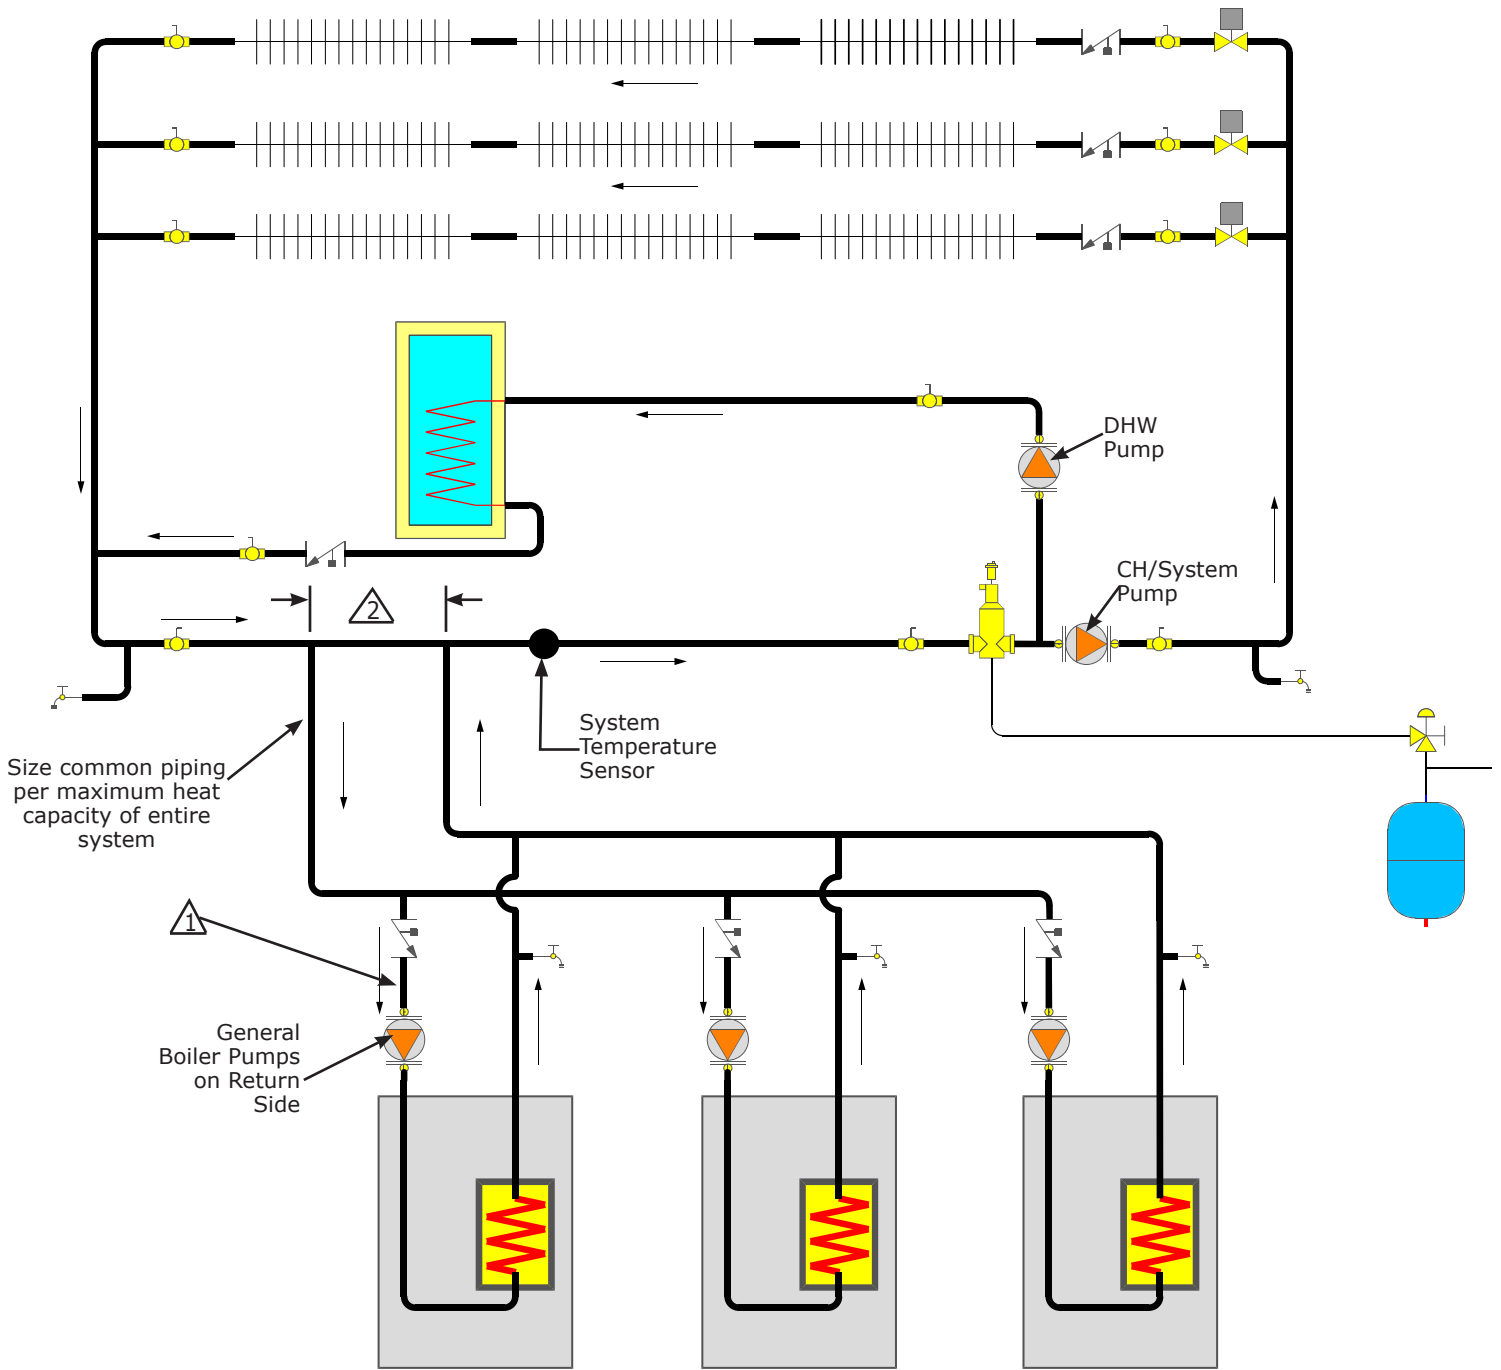 DHW
Pump
CH/System
Pump
2
System
Temperature
Sensor
Size common piping
per maximum heat
capacity of entire
system
1
General
Boiler Pumps
on Return
Side